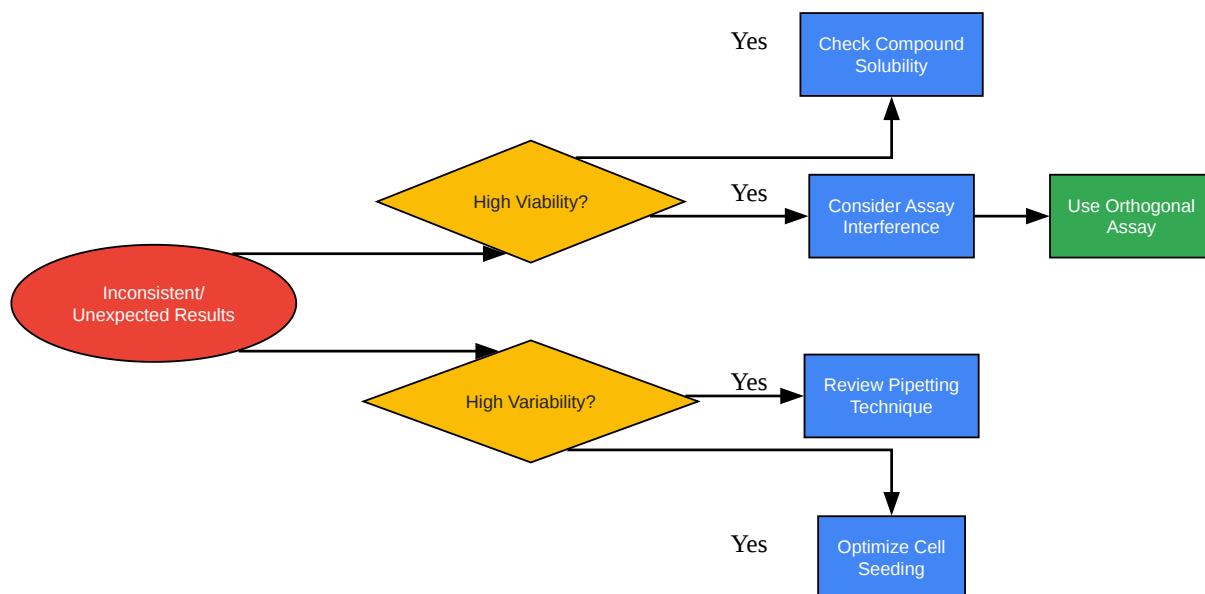 Yes
Check Compound
Solubility
High Viability?
Yes
Consider Assay
Interference
Use Orthogonal
Assay
Inconsistent/
Unexpected Results
High Variability?
Yes
Review Pipetting
Technique
Yes
Optimize Cell
Seeding